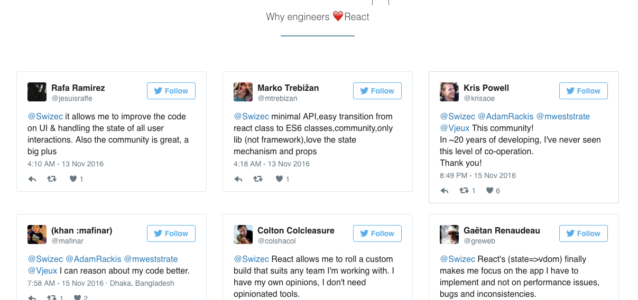 Why engineers ❤️React
Rafa Ramirez
@jesuisraffe
Follow
@Swizec it allows me to improve the code
on UI & handling the state of all user
interactions. Also the community is great, a
big plus
4:10 AM - 13 Nov 2016
1
Marko Trebižan
@mtrebizan
Follow
@Swizec minimal API,easy transition from
react class to ES6 classes,community,only
lib (not framework),love the state
mechanism and props
4:18 AM - 13 Nov 2016
1
Kris Powell
@krisaoe
Follow
@Swizec @AdamRackis @mweststrate
@Vjeux This community!
In ~20 years of developing, I've never seen
this level of co-operation.
Thank you!
8:49 PM - 15 Nov 2016
1 6
(khan :mafinar)
@mafinar
Follow
@Swizec @AdamRackis @mweststrate
@Vjeux I can reason about my code better.
7:58 AM - 15 Nov 2016 · Dhaka, Bangladesh
1 2
Colton Colcleasure
@colshacol
Follow
@Swizec React allows me to roll a custom
build that suits any team I'm working with. I
have my own opinions, I don't need
opinionated tools.
Gaëtan Renaudeau
@greweb
Follow
@Swizec React's (state=>vdom) finally
makes me focus on the app I have to
implement and not on performance issues,
bugs and inconsistencies.